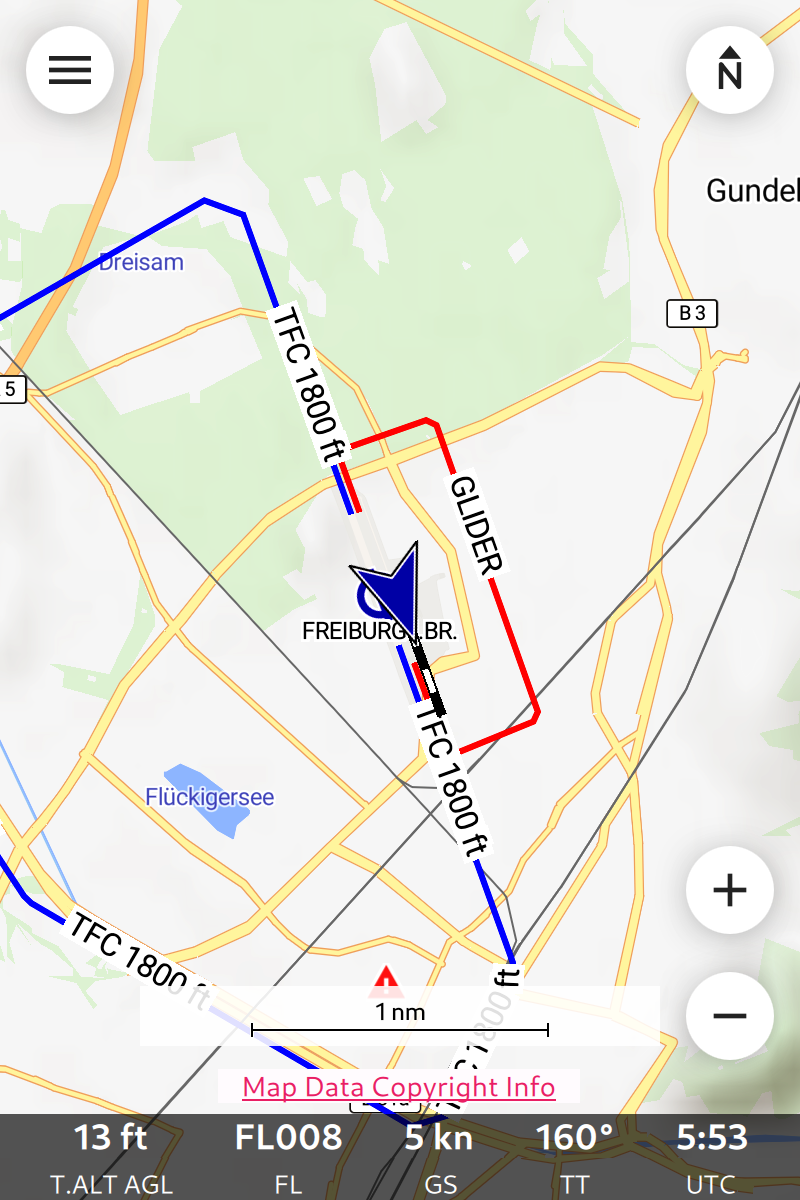 N
Gundel
Dreisam
B 3
TFC 1800 ft
5
GLIDER
FREIBURG BR.
TFC 1800 ft
Flückigersee
TFC 1800 ft
1800 ft
1 nm
Map Data Copyright Info
13 ft FL008 5 kn 160° 5:53
T.ALT AGL FL GS TT UTC